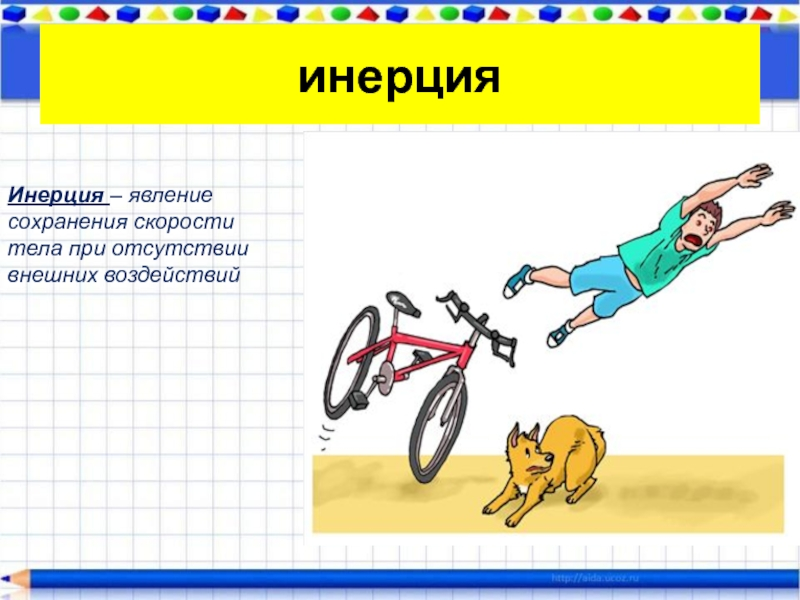 инерция
Инерция – явление
сохранения скорости
тела при отсутствии
внешних воздействий
http://aida.ucoz.ru